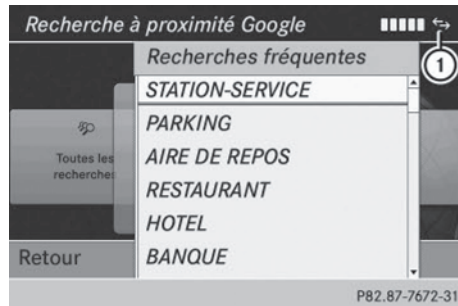 Recherche à proximité Google
1
Recherches fréquentes
STATION-SERVICE
PARKING
Toutes les
recherches
AIRE DE REPOS
RESTAURANT
HOTEL
Retour
BANQUE
P82.87-7672-31